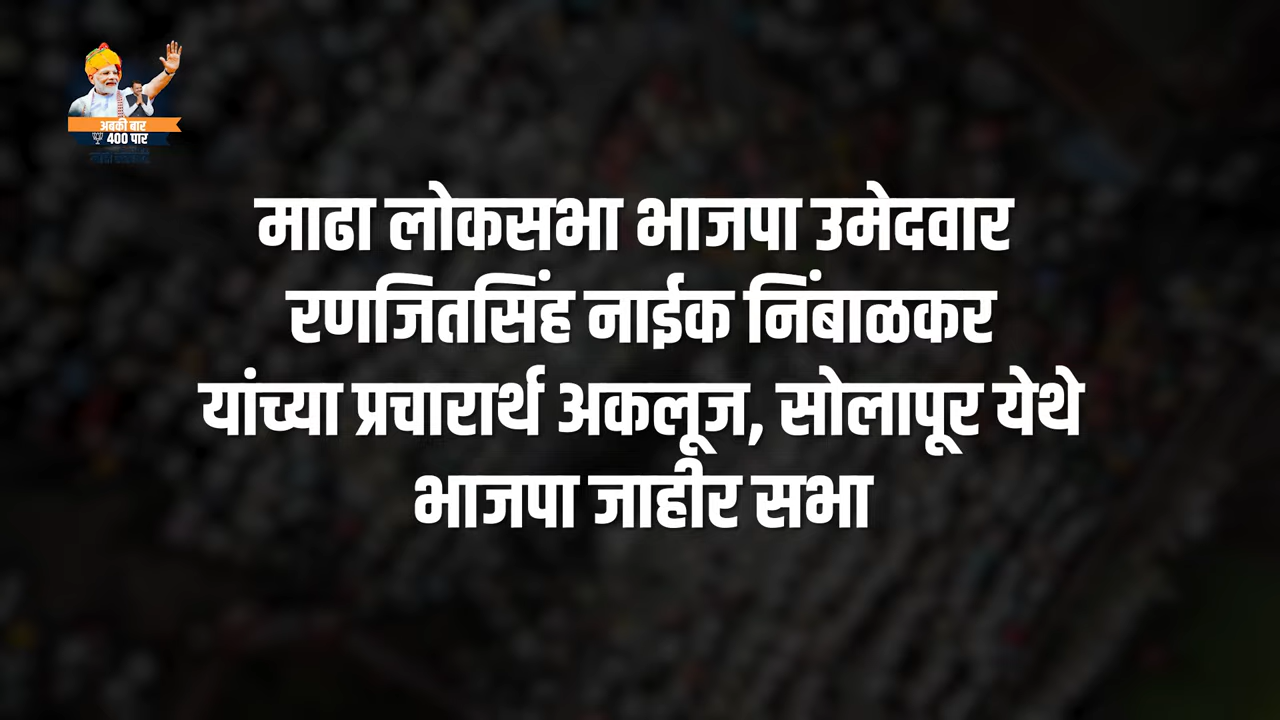 अबकी बार
400 पार
माढा लोकसभा भाजपा उमेदवार
रणजितसिंह नाईक निंबाळकर
यांच्या प्रचारार्थ अकलूज, सोलापूर येथे
भाजपा जाहीर सभा